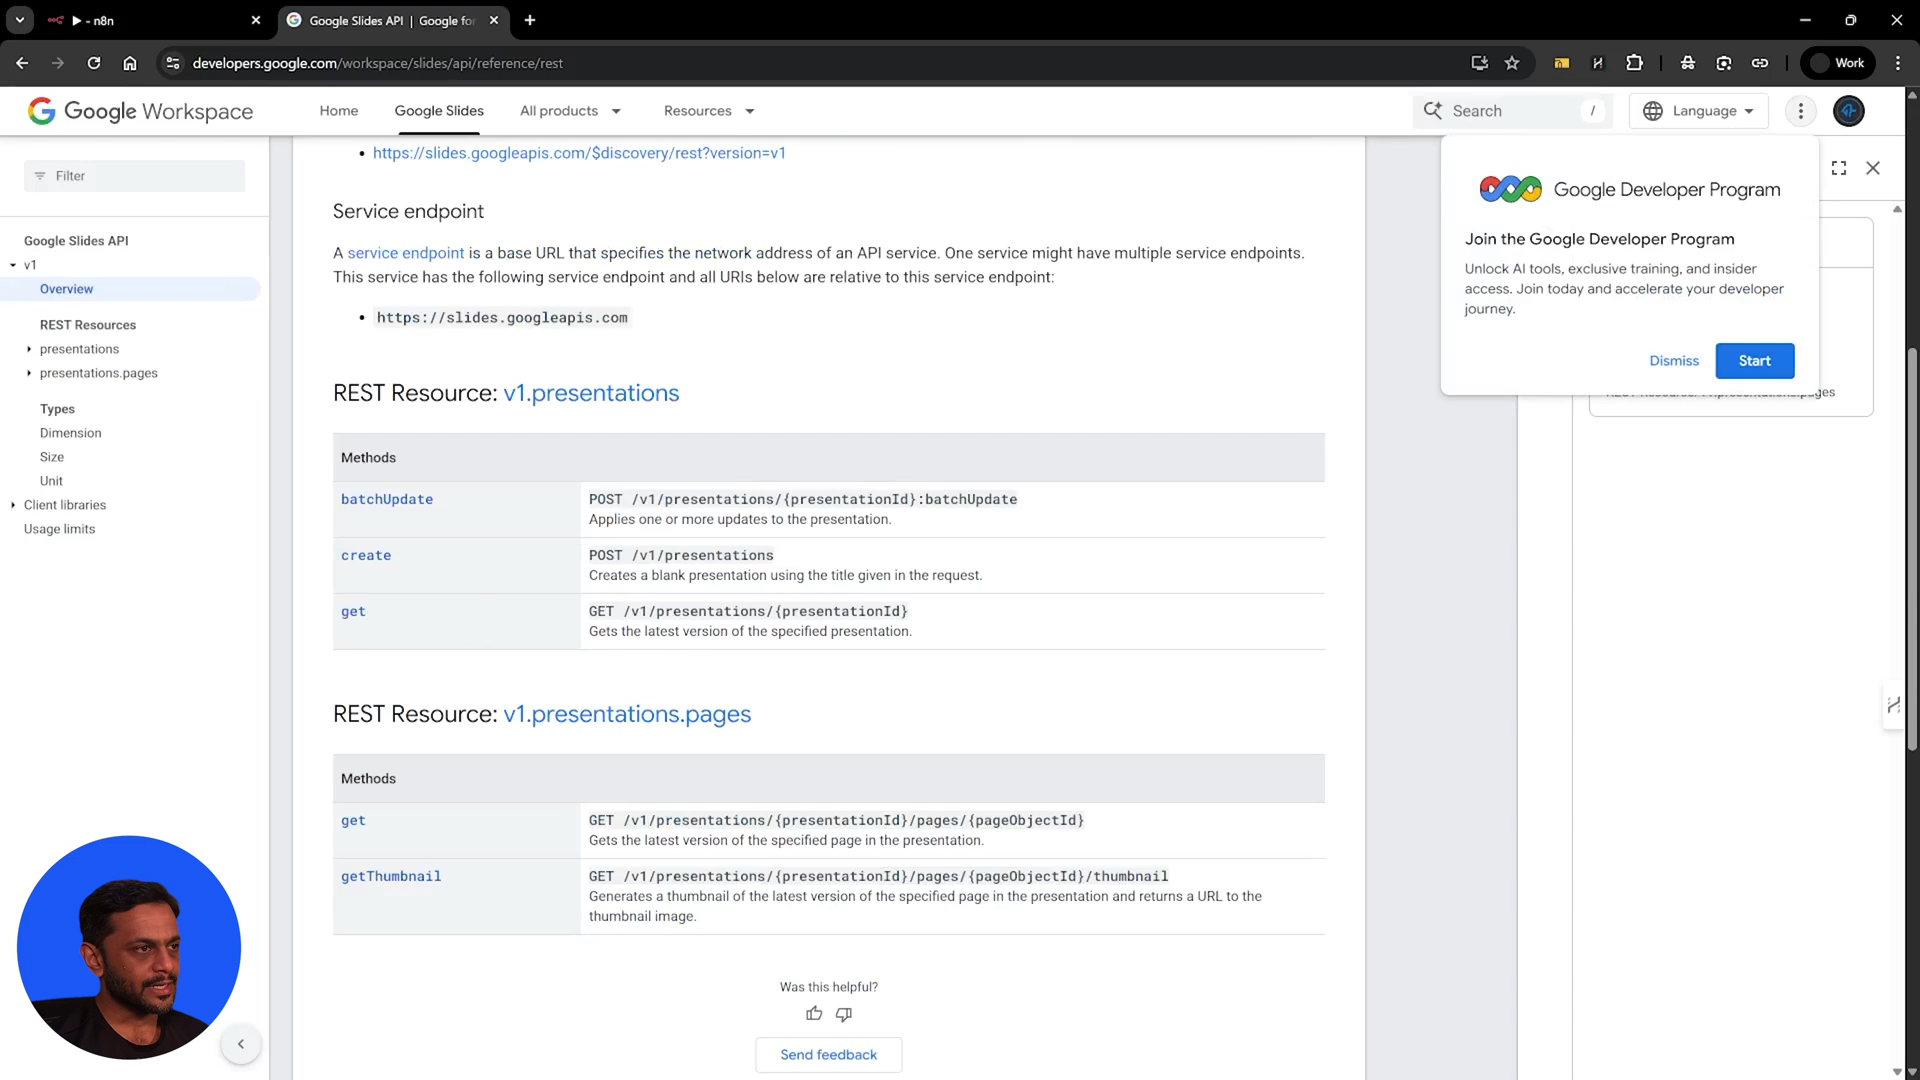 ▶ - n8n
Google Slides API | Google for
developers.google.com/workspace/slides/api/reference/rest
Work
Google Workspace
Home
Google Slides
All products
Resources
Search
/
Language
Filter
Google Slides API
v1
Overview
REST Resources
presentations
presentations.pages
Types
Dimension
Size
Unit
Client libraries
Usage limits
https://slides.googleapis.com/$discovery/rest?version=v1
Service endpoint
A service endpoint is a base URL that specifies the network address of an API service. One service might have multiple service endpoints.
This service has the following service endpoint and all URIs below are relative to this service endpoint:
https://slides.googleapis.com
REST Resource: v1.presentations
Methods
batchUpdate
POST /v1/presentations/{presentationId}:batchUpdate
Applies one or more updates to the presentation.
create
POST /v1/presentations
Creates a blank presentation using the title given in the request.
get
GET /v1/presentations/{presentationId}
Gets the latest version of the specified presentation.
REST Resource: v1.presentations.pages
Methods
get
GET /v1/presentations/{presentationId}/pages/{pageObjectId}
Gets the latest version of the specified page in the presentation.
getThumbnail
GET /v1/presentations/{presentationId}/pages/{pageObjectId}/thumbnail
Generates a thumbnail of the latest version of the specified page in the presentation and returns a URL to the
thumbnail image.
Was this helpful?
Send feedback
Google Developer Program
Join the Google Developer Program
Unlock AI tools, exclusive training, and insider
access. Join today and accelerate your developer
journey.
Dismiss
Start